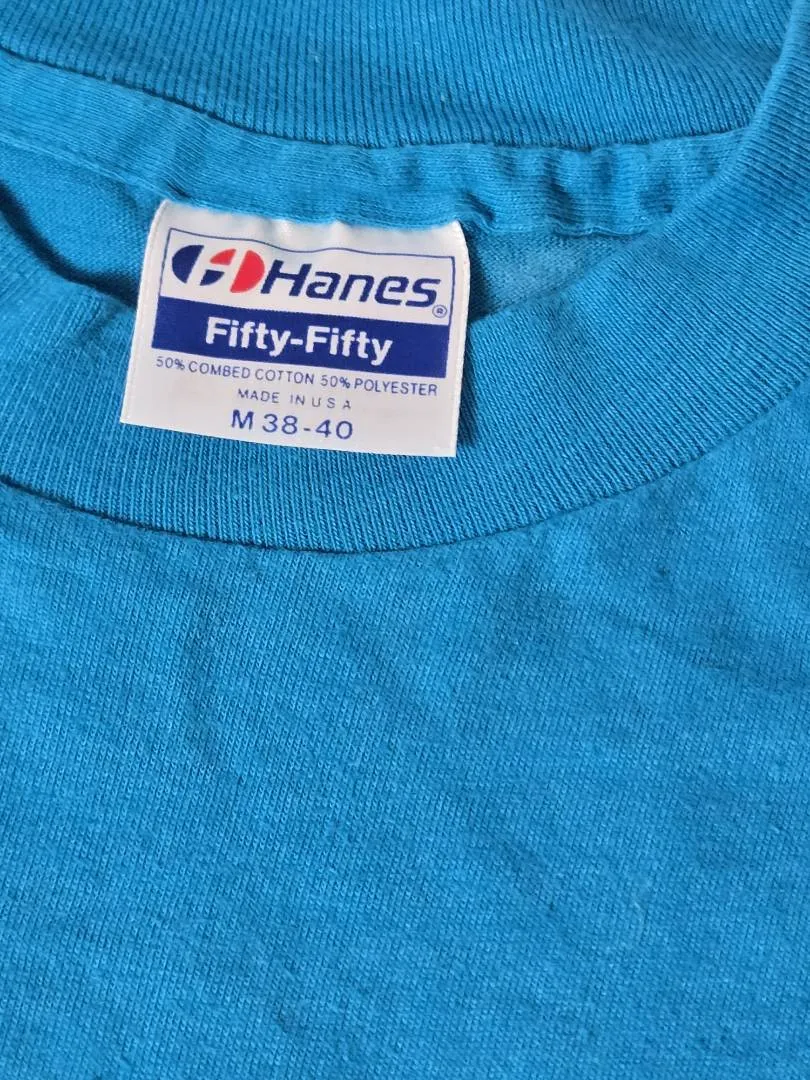 Hanes®
Fifty-Fifty
50% COMBED COTTON 50% POLYESTER
MADE IN U S A
M 38-40